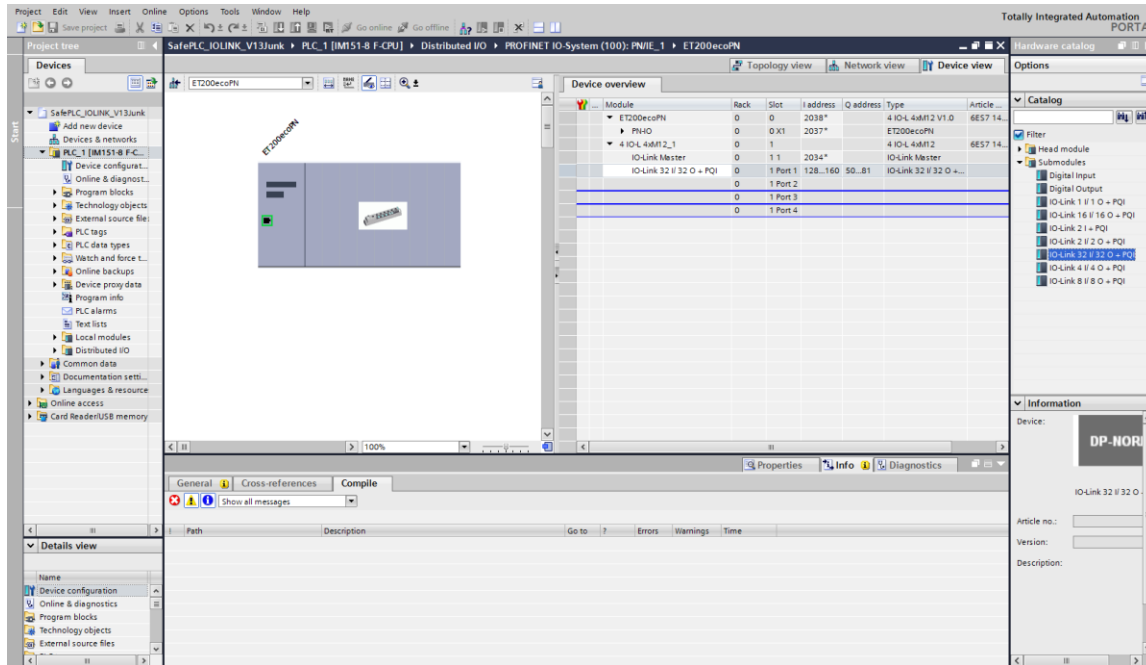 Project Edit View Insert Online Options Tools Window Help
Totally Integrated Automation
PORTA
Save project
Go online
Go offline
Project tree
SafePLC_IOLINK_V13Junk PLC_1 [IM151-8 F-CPU] Distributed I/O PROFINET IO-System (100): PN/IE_1 ET200ecoPN
Hardware catalog
Devices
Topology view
Network view
Device view
Options
ET200ecoPN
Device overview
Start
SafePLC_IOLINK_V13Junk
Add new device
Devices & networks
PLC_1 [IM151-8 F-C...
Device configurat...
Online & diagnost...
Program blocks
Technology objects
External source file:
PLC tags
PLC data types
Watch and force t...
Online backups
Device proxy data
Program info
PLC alarms
Text lists
Local modules
Distributed I/O
Common data
Documentation setti...
Languages & resource
Online access
Card Reader/USB memory
ET200ecoPN
... Module Rack Slot I address Q address Type Article ...
ET200ecoPN 0 0 2038* 4 IO-L 4xM12 V1.0 6ES7 14...
PN-IO 0 0 X1 2037* ET200ecoPN
4 IO-L 4xM12_1 0 1 4 IO-L 4xM12 6ES7 14...
IO-Link Master 0 1 1 2034* IO-Link Master
IO-Link 32 I/ 32 O + PQI 0 1 Port 1 128...160 50...81 IO-Link 32 I/ 32 O +...
0 1 Port 2
0 1 Port 3
0 1 Port 4
Catalog
Filter
Head module
Submodules
Digital Input
Digital Output
IO-Link 1 I/ 1 O + PQI
IO-Link 16 I/ 16 O + PQI
IO-Link 2 I + PQI
IO-Link 2 I/ 2 O + PQI
IO-Link 32 I/ 32 O + PQI
IO-Link 4 I/ 4 O + PQI
IO-Link 8 I/ 8 O + PQI
100%
Information
Device:
DP-NOR
IO-Link 32 I/ 32 O
Article no.:
Version:
Description:
Properties
Info
Diagnostics
General
Cross-references
Compile
Show all messages
! Path Description Go to ? Errors Warnings Time
Details view
Name
Device configuration
Online & diagnostics
Program blocks
Technology objects
External source files